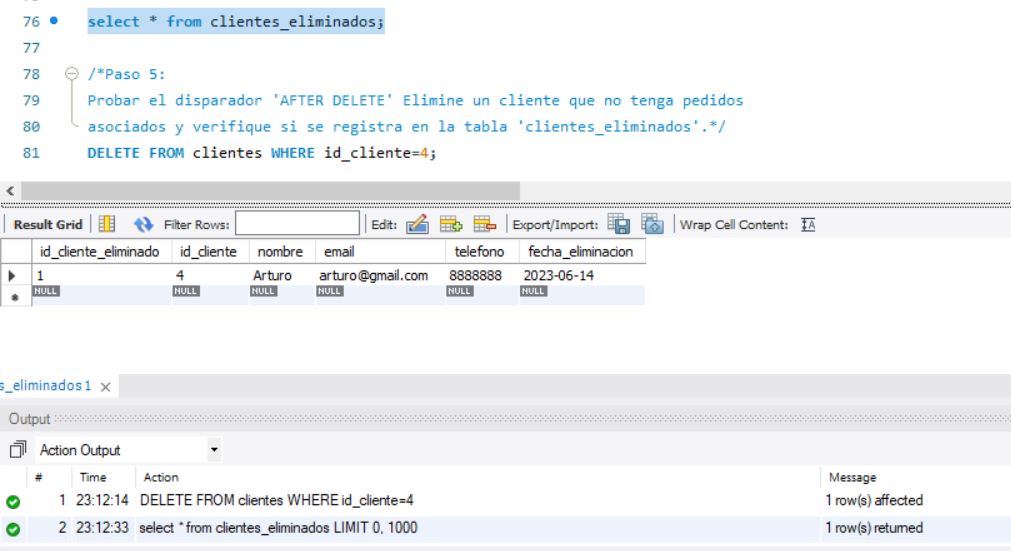 76 select * from clientes_eliminados;
77
78 /*Paso 5:
79 Probar el disparador 'AFTER DELETE' Elimine un cliente que no tenga pedidos
80 asociados y verifique si se registra en la tabla 'clientes_eliminados'.*/
81 DELETE FROM clientes WHERE id_cliente=4;
Result Grid Filter Rows: Edit: Export/Import: Wrap Cell Content:
id_cliente_eliminado id_cliente nombre email telefono fecha_eliminacion
1 4 Arturo arturo@gmail.com 8888888 2023-06-14
NULL NULL NULL NULL NULL NULL
s_eliminados1
Output
Action Output
# Time Action Message
1 23:12:14 DELETE FROM clientes WHERE id_cliente=4 1 row(s) affected
2 23:12:33 select * from clientes_eliminados LIMIT 0, 1000 1 row(s) returned